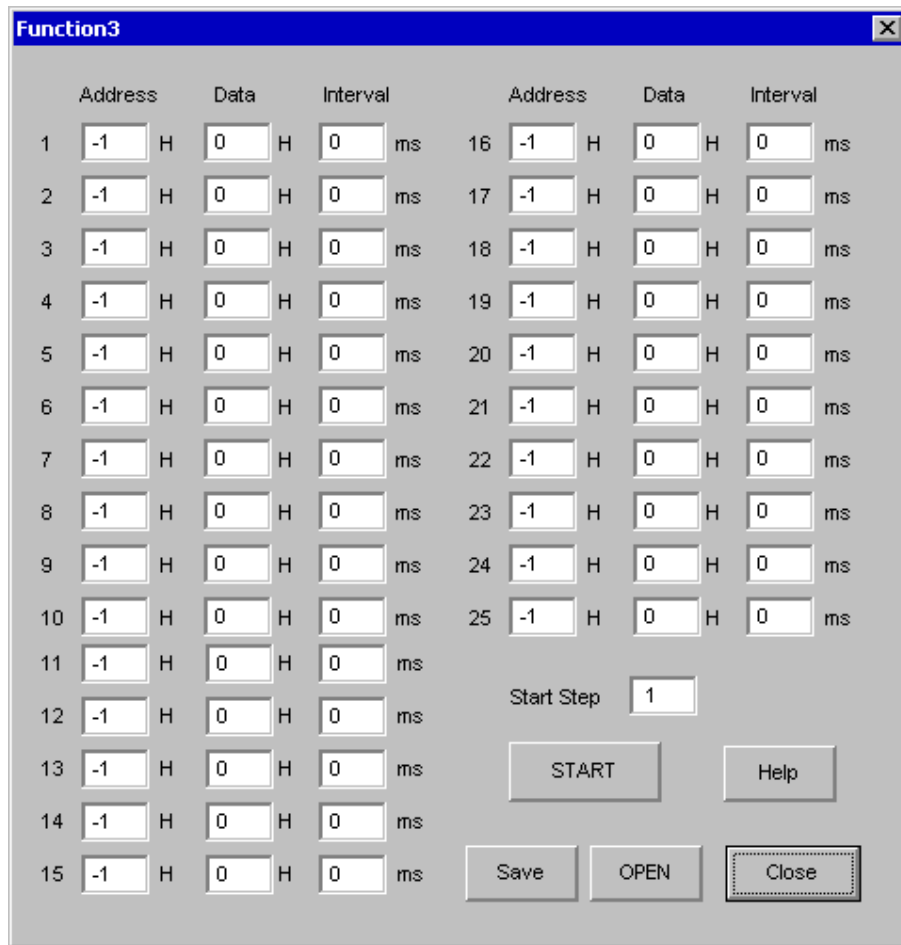 Function3
Address Data Interval Address Data Interval
1 -1 H 0 H 0 ms 16 -1 H 0 H 0 ms
2 -1 H 0 H 0 ms 17 -1 H 0 H 0 ms
3 -1 H 0 H 0 ms 18 -1 H 0 H 0 ms
4 -1 H 0 H 0 ms 19 -1 H 0 H 0 ms
5 -1 H 0 H 0 ms 20 -1 H 0 H 0 ms
6 -1 H 0 H 0 ms 21 -1 H 0 H 0 ms
7 -1 H 0 H 0 ms 22 -1 H 0 H 0 ms
8 -1 H 0 H 0 ms 23 -1 H 0 H 0 ms
9 -1 H 0 H 0 ms 24 -1 H 0 H 0 ms
10 -1 H 0 H 0 ms 25 -1 H 0 H 0 ms
11 -1 H 0 H 0 ms
12 -1 H 0 H 0 ms
13 -1 H 0 H 0 ms
14 -1 H 0 H 0 ms
15 -1 H 0 H 0 ms
Start Step 1
START Help
Save OPEN Close